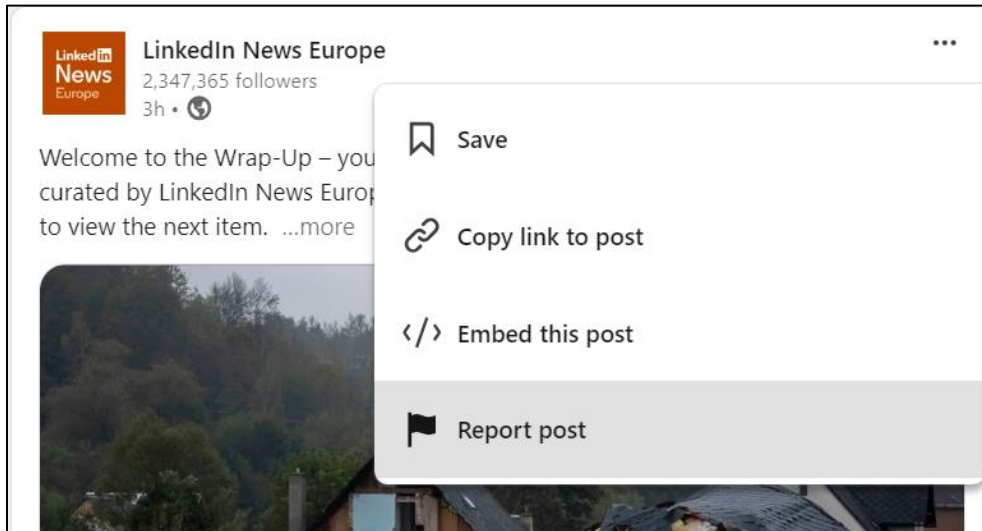 Linked in
News
Europe
LinkedIn News Europe
2,347,365 followers
3h •
Welcome to the Wrap-Up – you
curated by LinkedIn News Europ
to view the next item. ...more
Save
Copy link to post
</> Embed this post
Report post